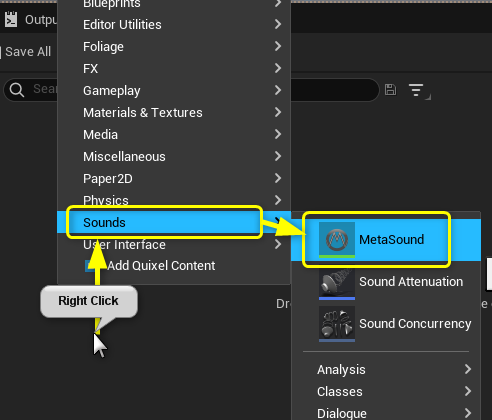 Blueprints
Outpu
Editor Utilities
Save All
Foliage
FX
Sear
Gameplay
Materials & Textures
Media
Miscellaneous
Paper2D
Physics
Sounds
User Interface
Add Quixel Content
MetaSound
Sound Attenuation
Right Click
Dro
Sound Concurrency
Analysis
Classes
Dialogue